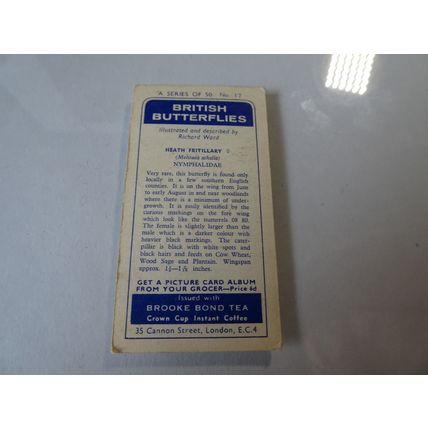 A SERIES OF 50 No. 17
BRITISH
BUTTERFLIES
Illustrated and described by
Richard Ward
HEATH FRITILLARY
(Melitaea athalia)
NYMPHALIDAE
Very rare, this butterfly is found only
locally in a few southern English
counties. It is on the wing from June
to early August in and near woodlands
where there is a minimum of under-
growth. It is easily identified by the
curious markings on the fore wing
which look like the numerals 08 80.
The female is slightly larger than the
male which is a darker colour with
heavier black markings. The cater-
pillar is black with white spots and
black hairs and feeds on Cow Wheat,
Wood Sage and Plantain. Wingspan
approx. inches.
GET A PICTURE CARD ALBUM
FROM YOUR GROCER—Price 6d
Issued with
BROOKE BOND TEA
Crown Cup Instant Coffee
35 Cannon Street, London, E.C.4